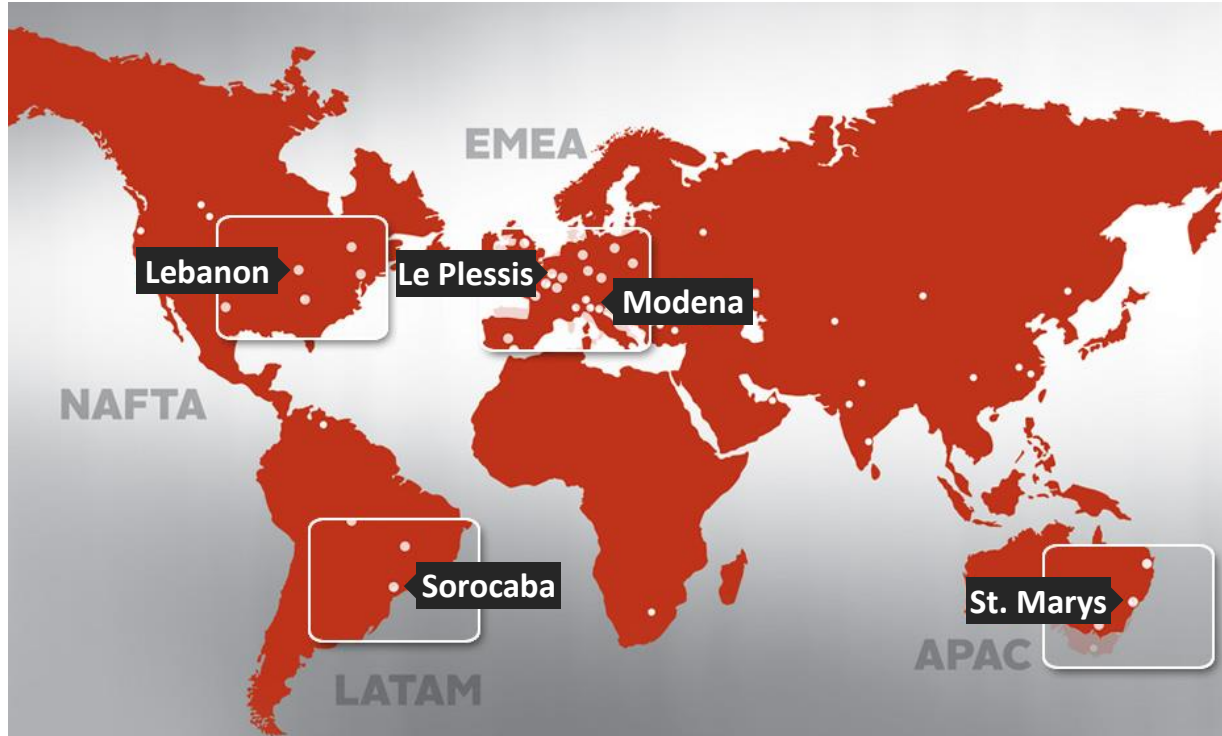 EMEA
Lebanon
Le Plessis
Modena
NAFTA
Sorocaba
St. Marys
APAC
LATAM